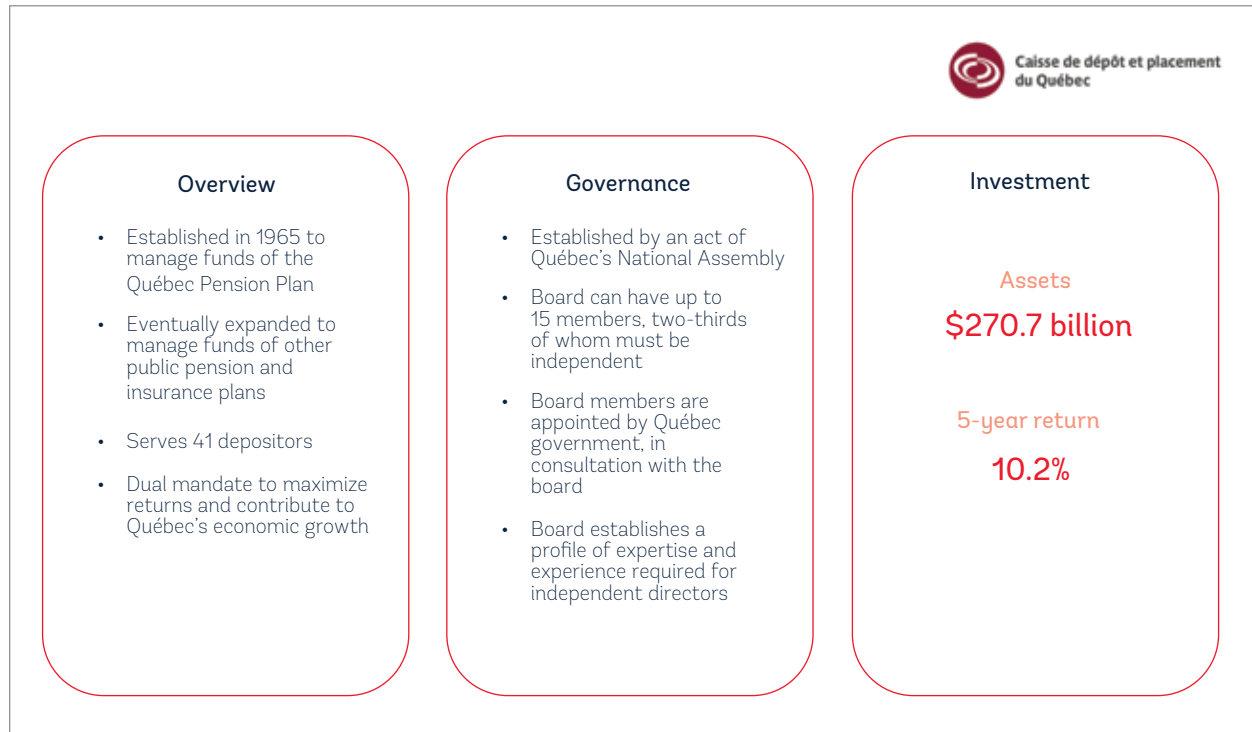 Caisse de dépôt et placement
du Québec
Overview
• Established in 1965 to
manage funds of the
Québec Pension Plan
• Eventually expanded to
manage funds of other
public pension and
insurance plans
• Serves 41 depositors
• Dual mandate to maximize
returns and contribute to
Québec’s economic growth
Governance
• Established by an act of
Québec’s National Assembly
• Board can have up to
15 members, two-thirds
of whom must be
independent
• Board members are
appointed by Québec
government, in
consultation with the
board
• Board establishes a
profile of expertise and
experience required for
independent directors
Investment
Assets
$270.7 billion
5-year return
10.2%